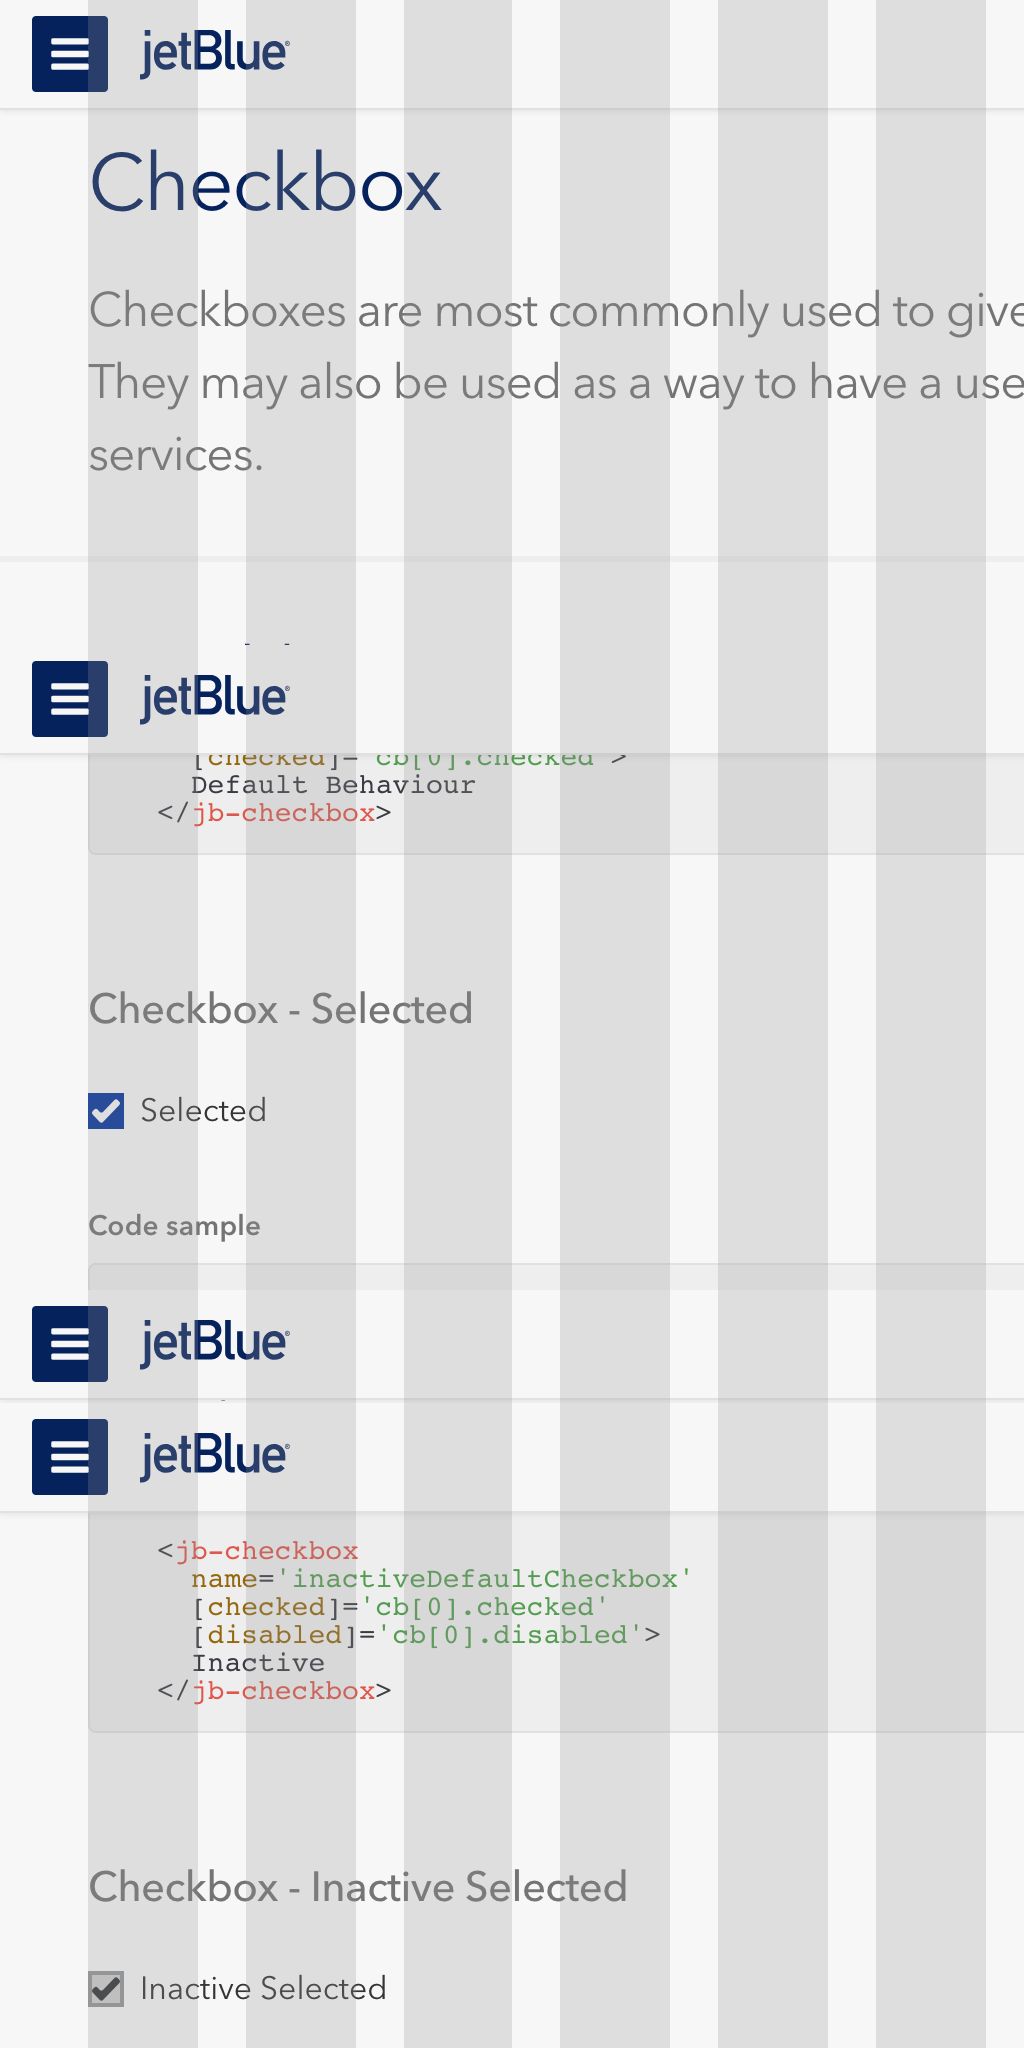 jetBlue
Checkbox
Checkboxes are most commonly used to give
They may also be used as a way to have a use
services.
jetBlue
[checked]='cb[0].checked'>
Default Behaviour
</jb-checkbox>
Checkbox - Selected
Selected
Code sample
jetBlue
jetBlue
<jb-checkbox
name='inactiveDefaultCheckbox'
[checked]='cb[0].checked'
[disabled]='cb[0].disabled'>
Inactive
</jb-checkbox>
Checkbox - Inactive Selected
Inactive Selected